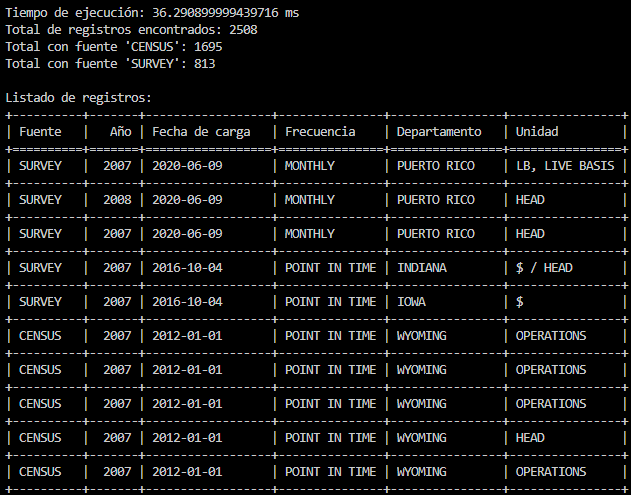 Tiempo de ejecución: 36.290899999439716 ms
Total de registros encontrados: 2508
Total con fuente 'CENSUS': 1695
Total con fuente 'SURVEY': 813
Listado de registros:
+----------+-------+------------------+--------------+----------------+----------------+
| Fuente   |   Año | Fecha de carga   | Frecuencia   | Departamento   | Unidad         |
+==========+=======+==================+==============+================+================+
| SURVEY   |  2007 | 2020-06-09       | MONTHLY      | PUERTO RICO    | LB, LIVE BASIS |
+----------+-------+------------------+--------------+----------------+----------------+
| SURVEY   |  2008 | 2020-06-09       | MONTHLY      | PUERTO RICO    | HEAD           |
+----------+-------+------------------+--------------+----------------+----------------+
| SURVEY   |  2007 | 2020-06-09       | MONTHLY      | PUERTO RICO    | HEAD           |
+----------+-------+------------------+--------------+----------------+----------------+
| SURVEY   |  2007 | 2016-10-04       | POINT IN TIME | INDIANA        | $ / HEAD       |
+----------+-------+------------------+--------------+----------------+----------------+
| SURVEY   |  2007 | 2016-10-04       | POINT IN TIME | IOWA           | $              |
+----------+-------+------------------+--------------+----------------+----------------+
| CENSUS   |  2007 | 2012-01-01       | POINT IN TIME | WYOMING        | OPERATIONS     |
+----------+-------+------------------+--------------+----------------+----------------+
| CENSUS   |  2007 | 2012-01-01       | POINT IN TIME | WYOMING        | OPERATIONS     |
+----------+-------+------------------+--------------+----------------+----------------+
| CENSUS   |  2007 | 2012-01-01       | POINT IN TIME | WYOMING        | OPERATIONS     |
+----------+-------+------------------+--------------+----------------+----------------+
| CENSUS   |  2007 | 2012-01-01       | POINT IN TIME | WYOMING        | HEAD           |
+----------+-------+------------------+--------------+----------------+----------------+
| CENSUS   |  2007 | 2012-01-01       | POINT IN TIME | WYOMING        | OPERATIONS     |
+----------+-------+------------------+--------------+----------------+----------------+